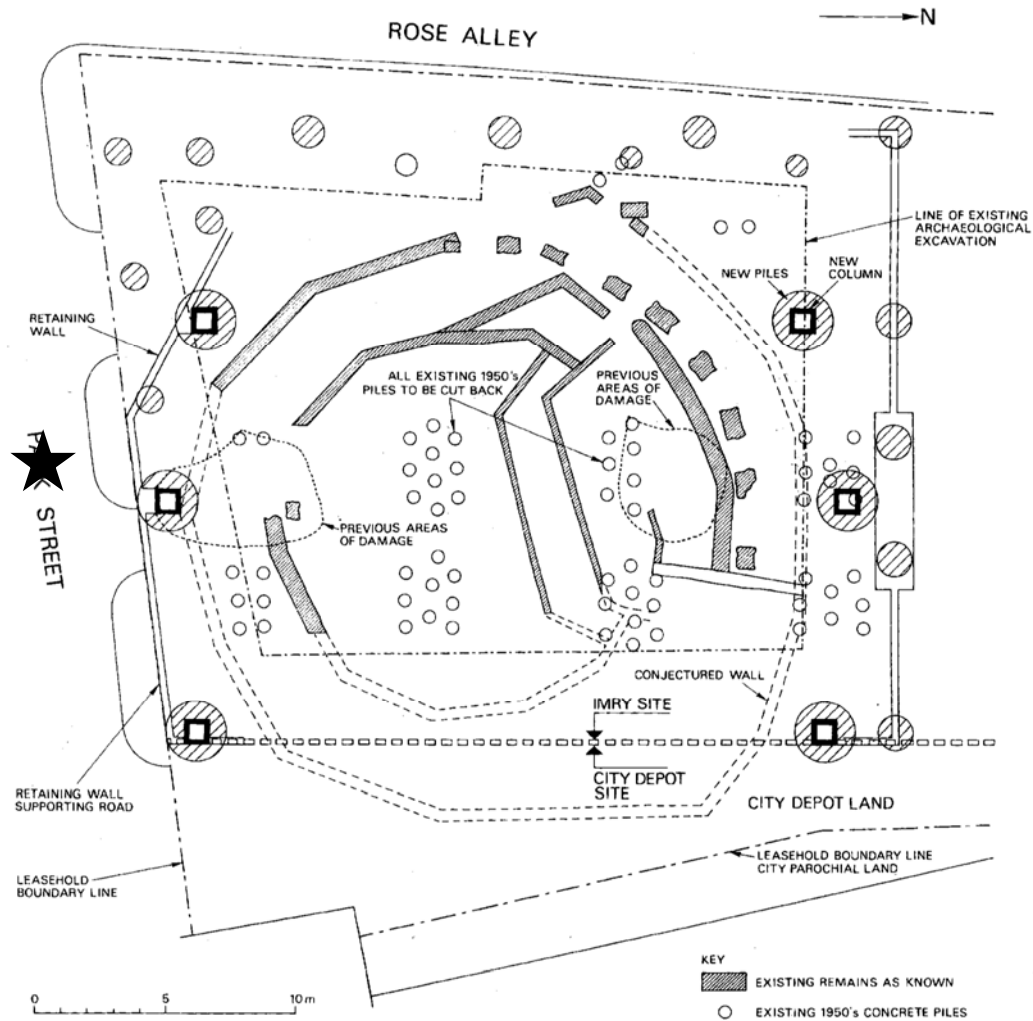 N
ROSE ALLEY
LINE OF EXISTING
ARCHAEOLOGICAL
EXCAVATION
NEW PILES
NEW
COLUMN
RETAINING
WALL
ALL EXISTING 1950's
PILES TO BE CUT BACK
PREVIOUS
AREAS OF
DAMAGE
STREET
PREVIOUS AREAS
OF DAMAGE
CONJECTURED WALL
IMRY SITE
CITY DEPOT
SITE
CITY DEPOT LAND
RETAINING WALL
SUPPORTING ROAD
LEASEHOLD
BOUNDARY LINE
LEASEHOLD BOUNDARY LINE
CITY PAROCHIAL LAND
KEY
EXISTING REMAINS AS KNOWN
EXISTING 1950's CONCRETE PILES
0 5 10 m